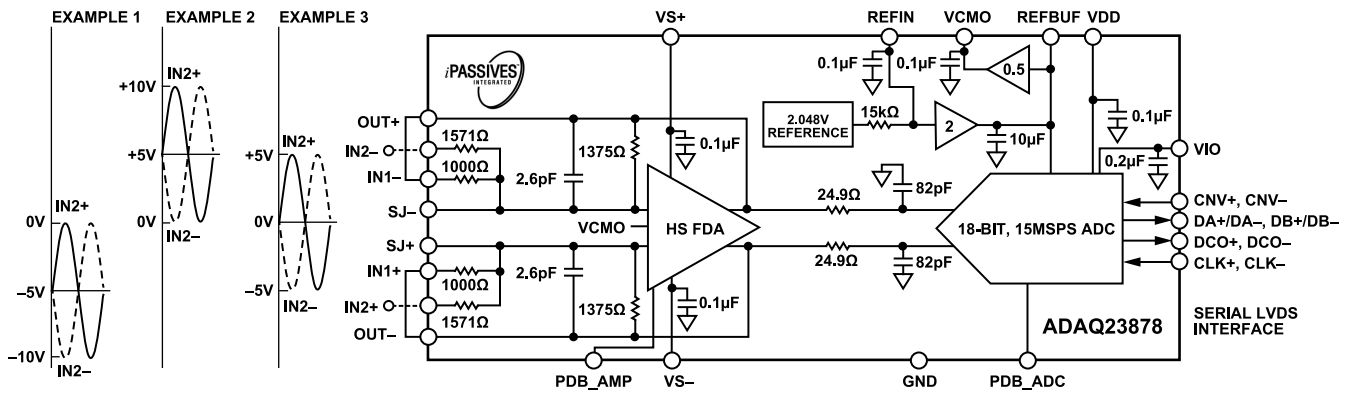 EXAMPLE 1
EXAMPLE 2
EXAMPLE 3
IN2+
+10V
+5V
0V
IN2–
IN2+
+5V
0V
–5V
IN2–
0V
IN2+
–5V
–10V
IN2–
VS+
REFIN
VCMO
REFBUF
VDD
iPASSIVES
INTEGRATED
0.1µF
0.1µF
0.5
2.048V
REFERENCE
15kΩ
2
10µF
0.1µF
VIO
0.2µF
OUT+
IN2–
IN1–
SJ–
SJ+
IN1+
IN2+
OUT–
1571Ω
1000Ω
2.6pF
1375Ω
0.1µF
VCMO
HS FDA
1000Ω
1571Ω
2.6pF
1375Ω
0.1µF
24.9Ω
82pF
24.9Ω
82pF
18-BIT, 15MSPS ADC
CNV+, CNV–
DA+/DA–, DB+/DB–
DCO+, DCO–
CLK+, CLK–
SERIAL LVDS
INTERFACE
ADAQ23878
PDB_AMP
VS–
GND
PDB_ADC